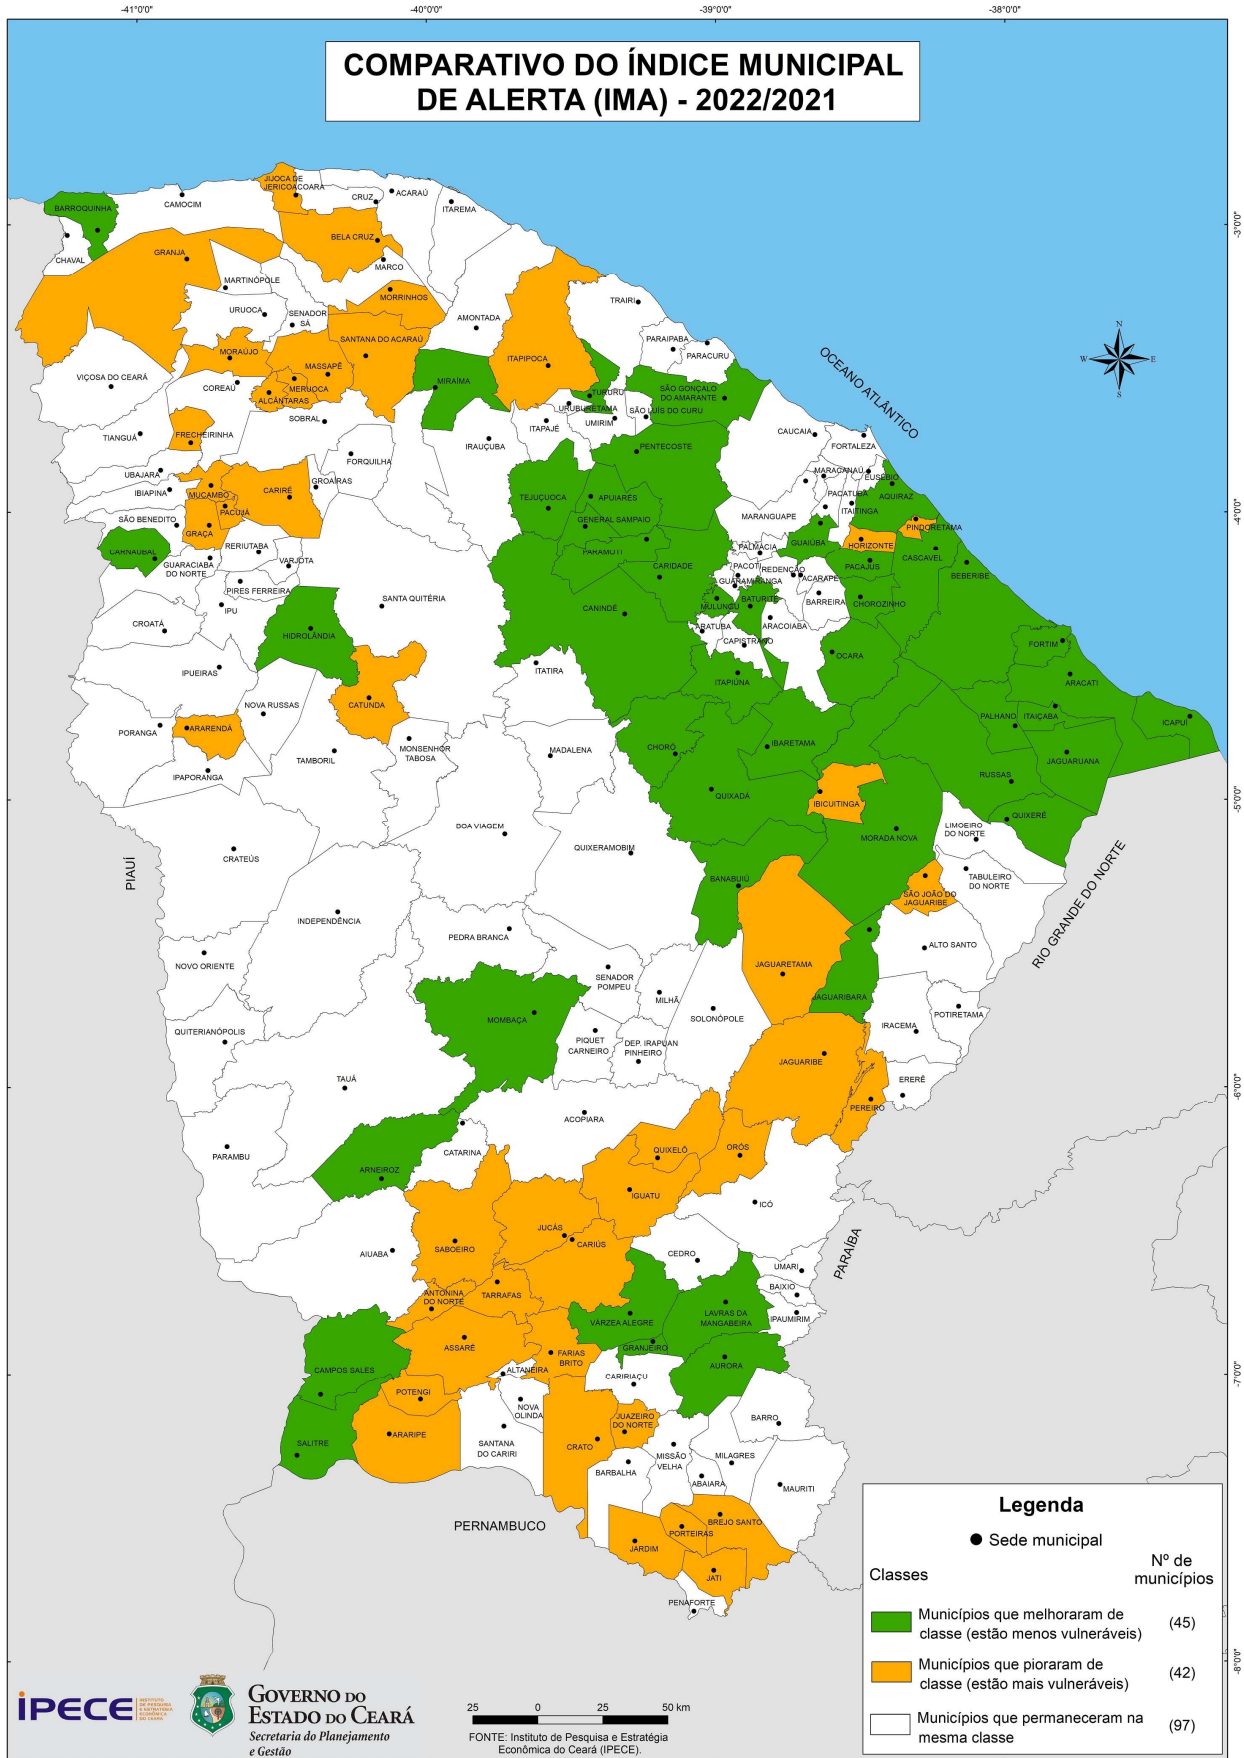 -41°0'0"
-40°0'0"
-39°0'0"
-38°0'0"
COMPARATIVO DO ÍNDICE MUNICIPAL
DE ALERTA (IMA) - 2022/2021
JIJOCA DE
JERICOACOARA
BARROQUINHA
CAMOCIM
CRUZ
ACARAÚ
ITAREMA
-3°0'0"
CHAVAL
GRANJA
BELA CRUZ
MARCO
MARTINÓPOLE
MORRINHOS
URUOCA
SENADOR
SÁ
AMONTADA
TRAIRI
SANTANA DO ACARAÚ
PARAIPABA
PARACURU
MORAÚJO
MASSAPÊ
ITAPIPOCA
OCEANO ATLÂNTICO
N
W
E
S
VIÇOSA DO CEARÁ
COREAÚ
MERUOCA
ALCÂNTARAS
MIRAÍMA
TURURU
URUBURETAMA
SÃO GONÇALO
DO AMARANTE
SÃO LUÍS DO CURU
SOBRAL
ITAPAJÉ
UMIRIM
TIANGUÁ
FRECHEIRINHA
IRAUÇUBA
PENTECOSTE
CAUCAIA
FORTALEZA
FORQUILHA
UBAJARA
IBIAPINA
MUCAMBO
PACUJÁ
CARIRÉ
GROAÍRAS
TEJUÇUOCA
APUIARÉS
MARACANAÚ
EUSÉBIO
AQUIRAZ
PACATUBA
ITAITINGA
MARANGUAPE
-4°0'0"
SÃO BENEDITO
GRAÇA
GENERAL SAMPAIO
PINDORETAMA
CARNAUBAL
RERIUTABA
VARJOTA
GUARACIABA
DO NORTE
PARAMOTI
CARIDADE
PALMÁCIA
GUAIÚBA
HORIZONTE
CASCAVEL
PACAJUS
BEBERIBE
PACOTI
REDENÇÃO
ACARAPE
GUARAMIRANGA
PIRES FERREIRA
IPU
SANTA QUITÉRIA
MULUNGU
BATURITÉ
BARREIRA
CHOROZINHO
CROATÁ
HIDROLÂNDIA
CANINDÉ
ARATUBA
ARACOIABA
CAPISTRANO
OCARA
FORTIM
IPUEIRAS
ITATIRA
ITAPIÚNA
ARACATI
CATUNDA
NOVA RUSSAS
PORANGA
ARARENDÁ
ITAIÇABA
PALHANO
ICAPUÍ
MONSENHOR
TABOSA
TAMBORIL
MADALENA
CHORÓ
IBARETAMA
JAGUARUANA
IPAPORANGA
RUSSAS
QUIXADÁ
IBICUITINGA
-5°0'0"
QUIXERÉ
BOA VIAGEM
LIMOEIRO
DO NORTE
MORADA NOVA
QUIXERAMOBIM
PIAUÍ
CRATEÚS
TABULEIRO
DO NORTE
BANABUIÚ
SÃO JOÃO DO
JAGUARIBE
RIO GRANDE DO NORTE
INDEPENDÊNCIA
PEDRA BRANCA
ALTO SANTO
NOVO ORIENTE
JAGUARETAMA
SENADOR
POMPEU
MILHÃ
JAGUARIBARA
SOLONÓPOLE
POTIRETAMA
MOMBAÇA
IRACEMA
QUITERIANÓPOLIS
PIQUET
CARNEIRO
DEP. IRAPUAN
PINHEIRO
JAGUARIBE
TAUÁ
ERERÊ
-6°0'0"
PEREIRO
ACOPIARA
PARAMBU
CATARINA
ORÓS
QUIXELÔ
ARNEIROZ
IGUATU
ICÓ
JUCÁS
CARIÚS
AIUABA
SABOEIRO
CEDRO
PARAÍBA
UMARI
BAIXIO
ANTONINA
DO NORTE
TARRAFAS
LAVRAS DA
MANGABEIRA
IPAUMIRIM
VÁRZEA ALEGRE
ASSARÉ
GRANJEIRO
FARIAS
BRITO
AURORA
CAMPOS SALES
ALTANEIRA
CARIRIAÇU
-7°0'0"
POTENGI
NOVA
OLINDA
JUAZEIRO
DO NORTE
BARRO
ARARIPE
SALITRE
SANTANA
DO CARIRI
CRATO
MISSÃO
VELHA
MILAGRES
BARBALHA
ABAIARA
MAURITI
BREJO SANTO
PORTEIRAS
PERNAMBUCO
JARDIM
JATI
PENAFORTE
Legenda
Sede municipal
Classes
Nº de
municípios
Municípios que melhoraram de
classe (estão menos vulneráveis)
(45)
Municípios que pioraram de
classe (estão mais vulneráveis)
(42)
Municípios que permaneceram na
mesma classe
(97)
-8°0'0"
IPECE
INSTITUTO
DE PESQUISA
E ESTRATÉGIA
ECONÔMICA
DO CEARÁ
GOVERNO DO
ESTADO DO CEARÁ
Secretaria do Planejamento
e Gestão
25 0 25 50 km
FONTE: Instituto de Pesquisa e Estratégia
Econômica do Ceará (IPECE).